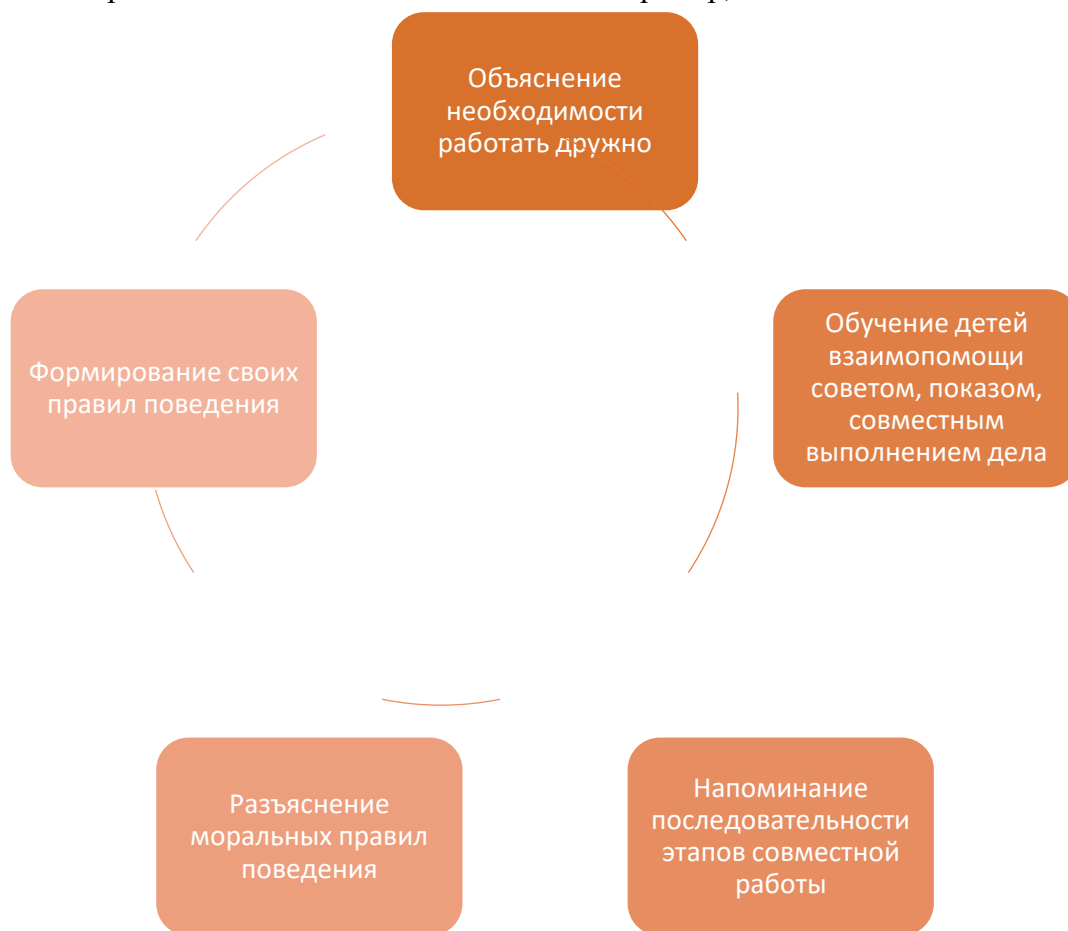 Объяснение
необходимости
работать дружно
Обучение детей
взаимопомощи
советом, показом,
совместным
выполнением дела
Напоминание
последовательности
этапов совместной
работы
Разъяснение
моральных правил
поведения
Формирование своих
правил поведения